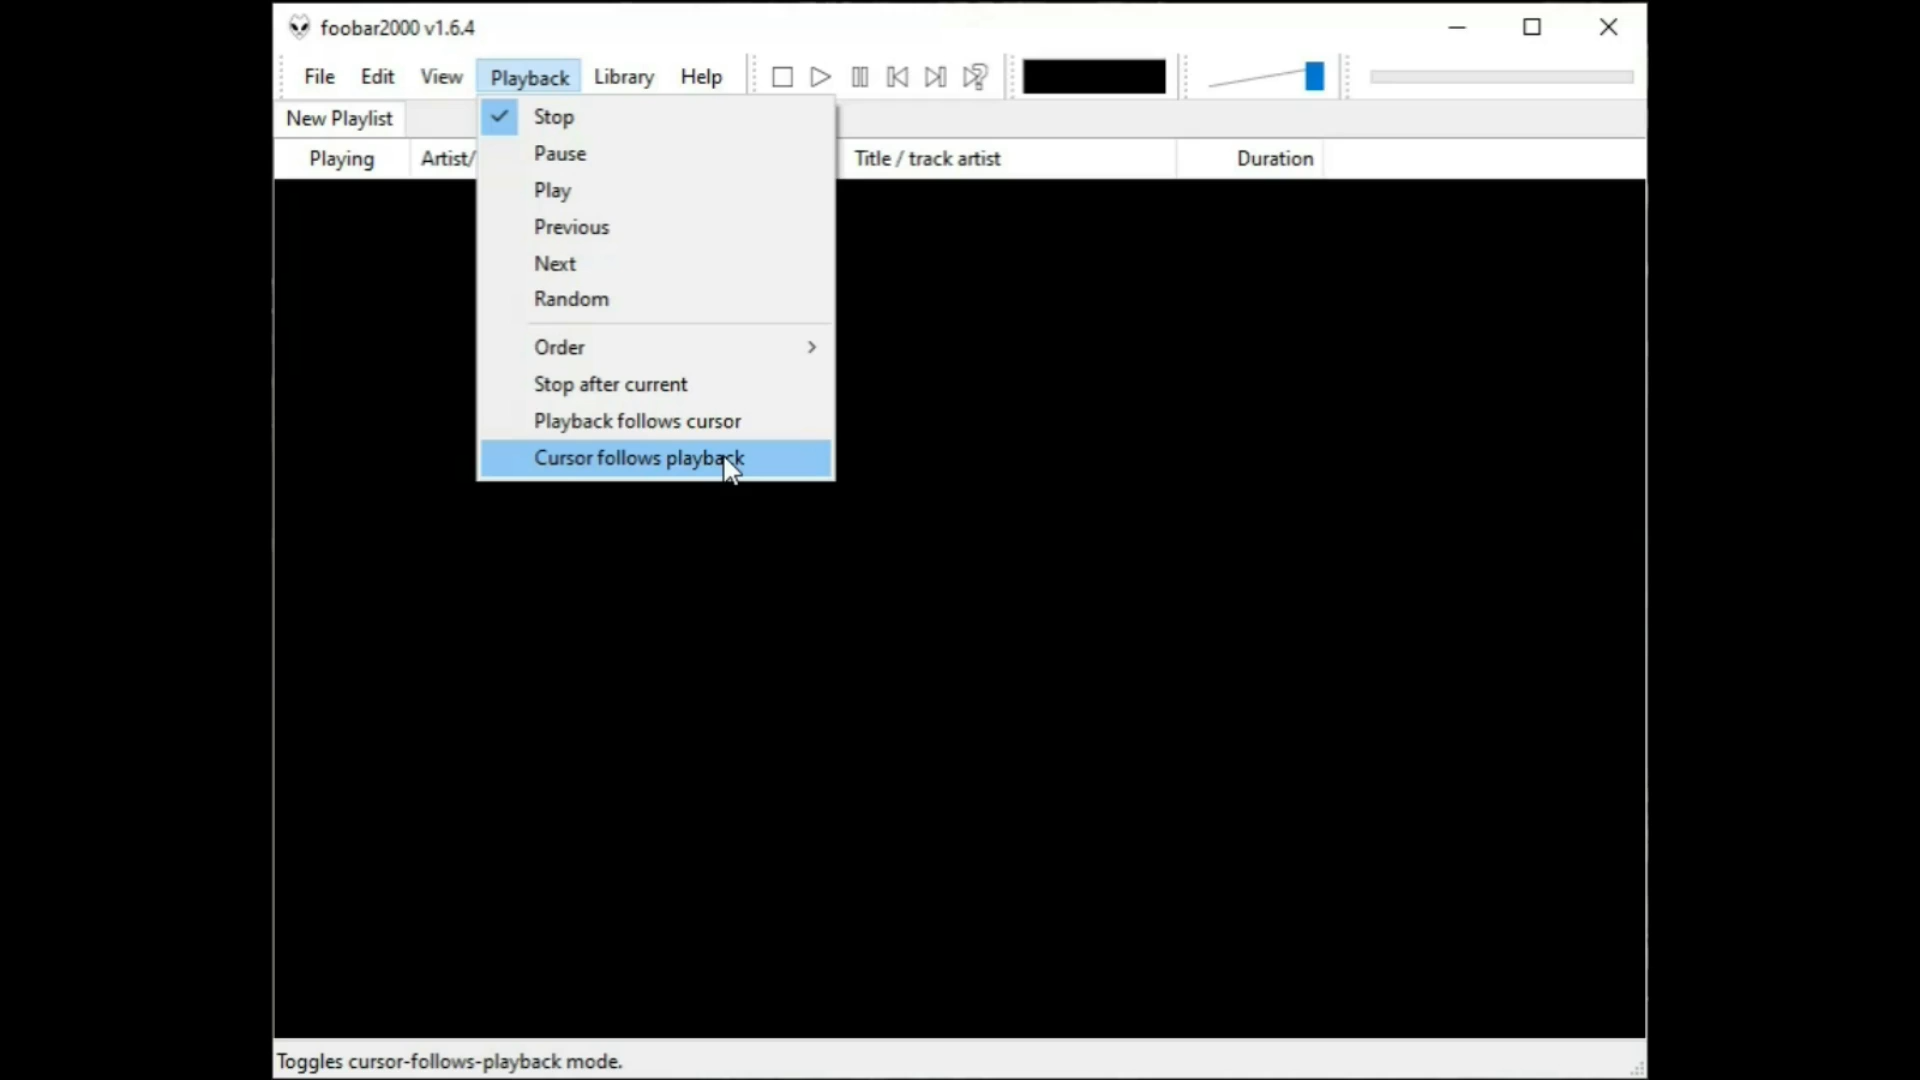 foobar2000 v1.6.4
File Edit View Playback Library Help
New Playlist
Playing Artist/ Title / track artist Duration
Stop
Pause
Play
Previous
Next
Random
Order
Stop after current
Playback follows cursor
Cursor follows playback
Toggles cursor-follows-playback mode.